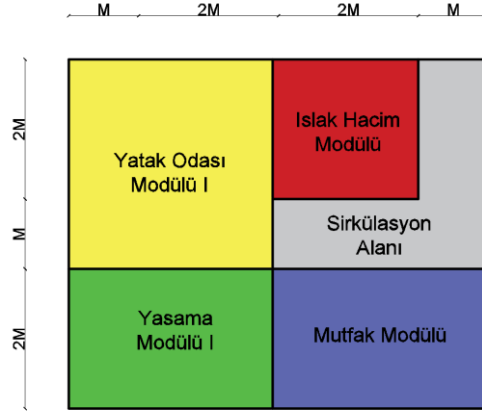 M 2M 2M M
2M
Yatak Odası
Modülü I
Islak Hacim
Modülü
M
Sirkülasyon
Alanı
2M
Yasama
Modülü I
Mutfak Modülü